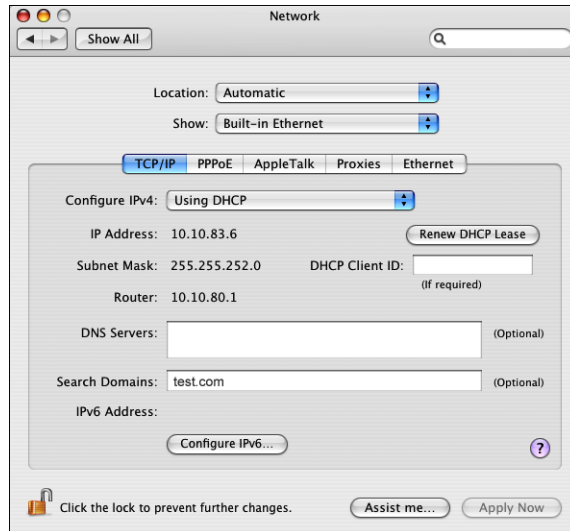 Network
Show All
Location: Automatic
Show: Built-in Ethernet
TCP/IP PPPoE AppleTalk Proxies Ethernet
Configure IPv4: Using DHCP
IP Address: 10.10.83.6 Renew DHCP Lease
Subnet Mask: 255.255.252.0 DHCP Client ID:
(If required)
Router: 10.10.80.1
DNS Servers: (Optional)
Search Domains: test.com (Optional)
IPv6 Address:
Configure IPv6... ?
Click the lock to prevent further changes. Assist me... Apply Now